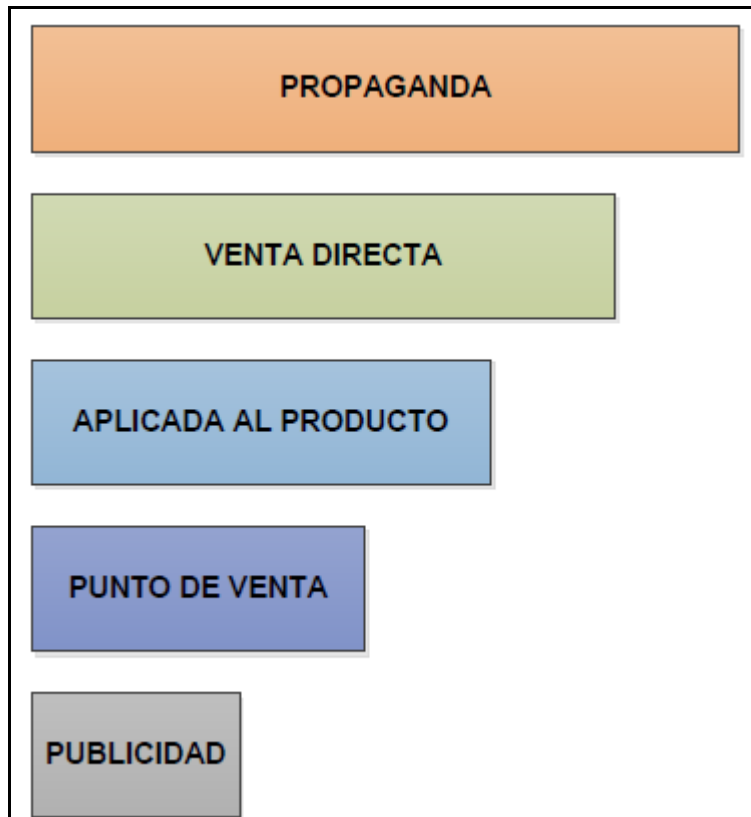 PROPAGANDA
VENTA DIRECTA
APLICADA AL PRODUCTO
PUNTO DE VENTA
PUBLICIDAD